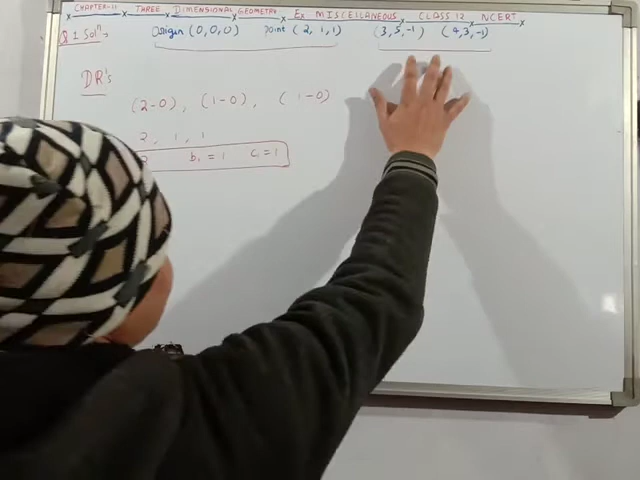 CHAPTER-11 THREE DIMENSIONAL GEOMETRY Ex MISCELLANEOUS CLASS 12 NCERT
Q1 Solⁿ:- Origin (0,0,0) Point (2,1,1) (3,5,-1) (4,3,-1)
DR's
(2-0), (1-0), (1-0)
2, 1, 1
b₁ = 1 C₁ = 1